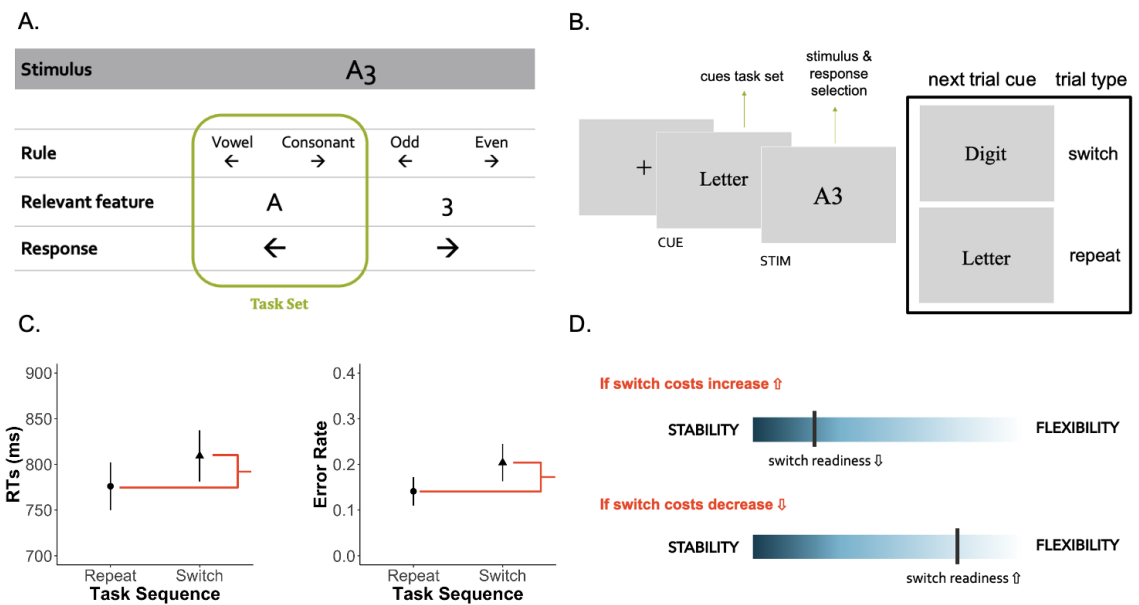 A.
Stimulus A3
Vowel Consonant Odd Even
Rule ← → ← →
Relevant feature A 3
Response ← →
Task Set
B.
cues task set
stimulus &
response
selection
next trial cue trial type
+
Letter
A3
CUE
STIM
Digit switch
Letter repeat
C.
900
850
800
750
700
RTs (ms)
Repeat Switch
Task Sequence
0.4
0.3
0.2
0.1
0.0
Error Rate
Repeat Switch
Task Sequence
D.
If switch costs increase ⇧
STABILITY FLEXIBILITY
switch readiness ⇩
If switch costs decrease ⇩
STABILITY FLEXIBILITY
switch readiness ⇧